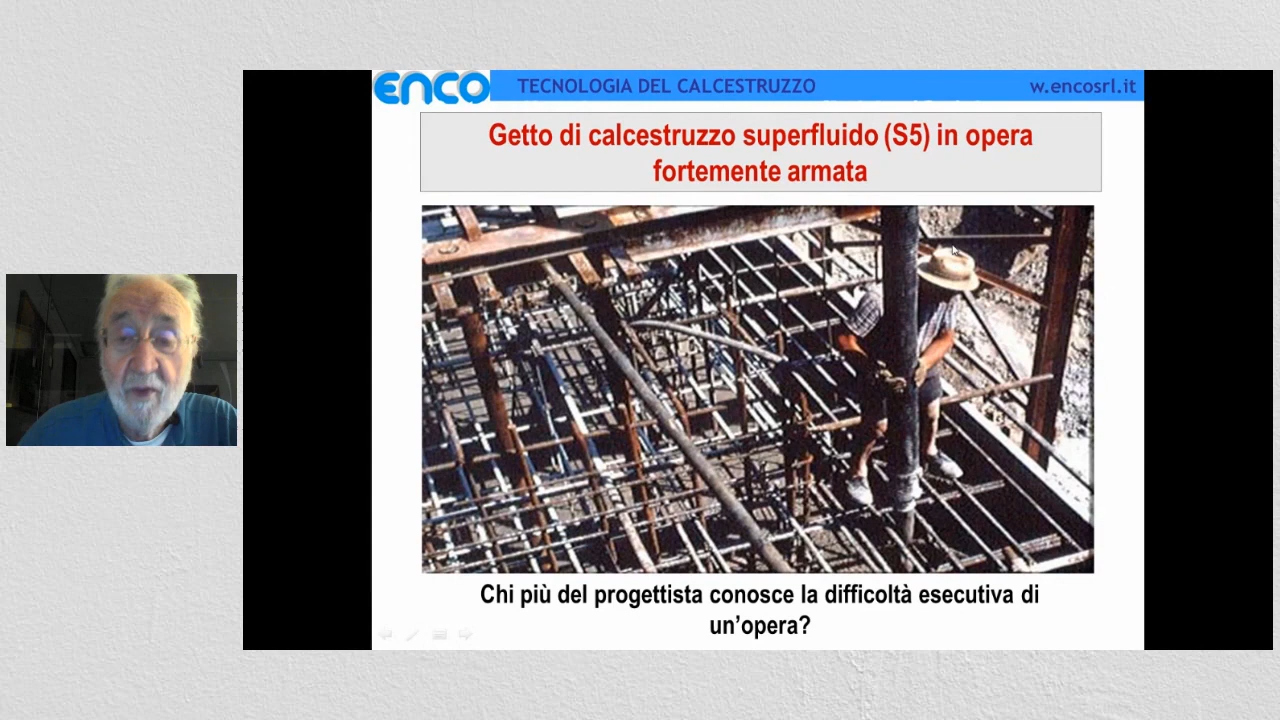 enco TECNOLOGIA DEL CALCESTRUZZO w.encosrl.it
Getto di calcestruzzo superfluido (S5) in opera
fortemente armata
Chi più del progettista conosce la difficoltà esecutiva di
un’opera?